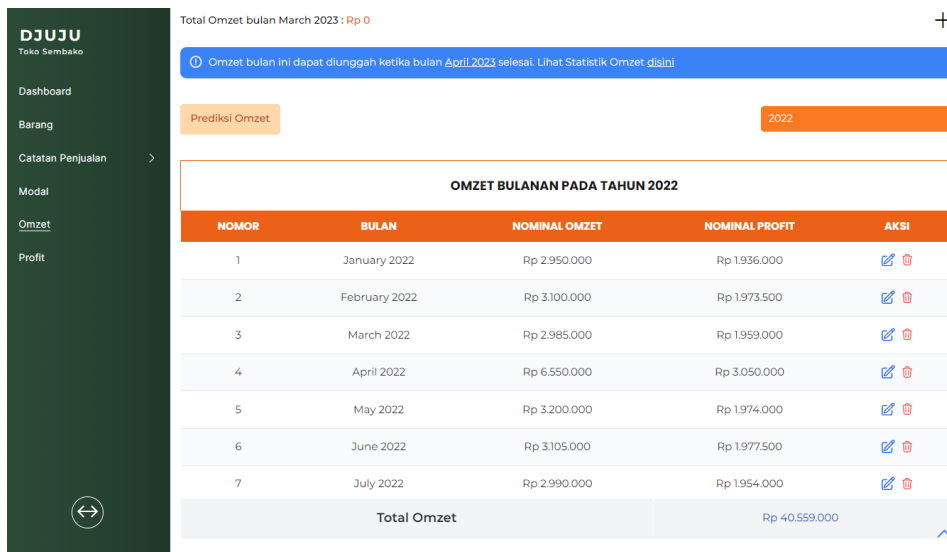 DJUJU
Toko Sembako
Dashboard
Barang
Catatan Penjualan
Modal
Omzet
Profit
Total Omzet bulan March 2023 : Rp 0
Omzet bulan ini dapat diunggah ketika bulan April 2023 selesai. Lihat Statistik Omzet disini
Prediksi Omzet
2022
OMZET BULANAN PADA TAHUN 2022
NOMOR BULAN NOMINAL OMZET NOMINAL PROFIT AKSI
1 January 2022 Rp 2.950.000 Rp 1.936.000
2 February 2022 Rp 3.100.000 Rp 1.973.500
3 March 2022 Rp 2.985.000 Rp 1.959.000
4 April 2022 Rp 6.550.000 Rp 3.050.000
5 May 2022 Rp 3.200.000 Rp 1.974.000
6 June 2022 Rp 3.105.000 Rp 1.977.500
7 July 2022 Rp 2.990.000 Rp 1.954.000
Total Omzet Rp 40.559.000